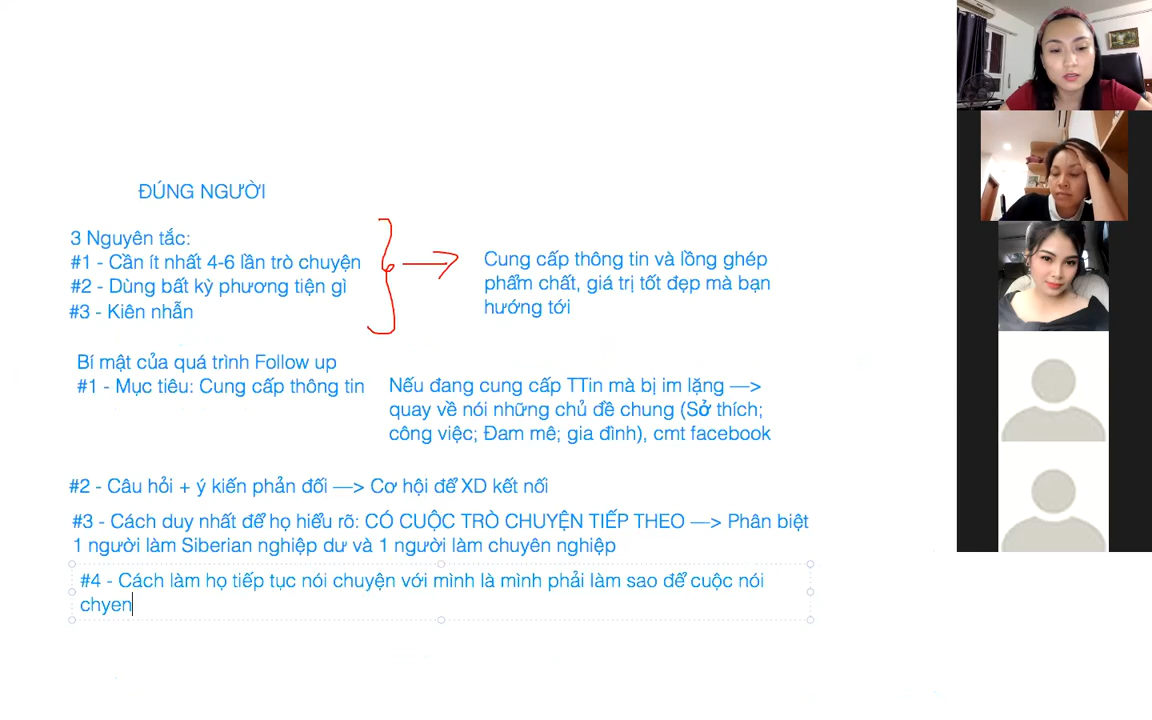 ĐÚNG NGƯỜI
3 Nguyên tắc:
#1 - Cần ít nhất 4-6 lần trò chuyện
#2 - Dùng bất kỳ phương tiện gì
#3 - Kiên nhẫn
Cung cấp thông tin và lồng ghép
phẩm chất, giá trị tốt đẹp mà bạn
hướng tới
Bí mật của quá trình Follow up
#1 - Mục tiêu: Cung cấp thông tin
Nếu đang cung cấp TTin mà bị im lặng —>
quay về nói những chủ đề chung (Sở thích;
công việc; Đam mê; gia đình), cmt facebook
#2 - Câu hỏi + ý kiến phản đối —> Cơ hội để XD kết nối
#3 - Cách duy nhất để họ hiểu rõ: CÓ CUỘC TRÒ CHUYỆN TIẾP THEO —> Phân biệt
1 người làm Siberian nghiệp dư và 1 người làm chuyên nghiệp
#4 - Cách làm họ tiếp tục nói chuyện với mình là mình phải làm sao để cuộc nói
chyen